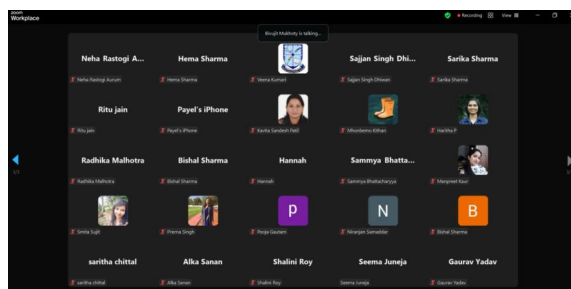 zoom
Workplace
Recording
View
Birujit Mukhoty is talking...
Neha Rastogi A... Hema Sharma Sajjan Singh Dhi... Sarika Sharma
Neha Rastogi Aurum Hema Sharma Veena Kumari Sajjan Singh Dhiwan Sarika Sharma
Ritu jain Payel's iPhone
Ritu jain Payel's iPhone Kavita Sandesh Patil Mhonbemo Kithan Haritha P
Radhika Malhotra Bishal Sharma Hannah Sammya Bhatta...
Radhika Malhotra Bishal Sharma Hannah Sammya Bhattacharyya Manpreet Kaur
P N B
Smita Sujit Prerna Singh Pooja Gautam Niranjan Samaddar Bishal Sharma
saritha chittal Alka Sanan Shalini Roy Seema Juneja Gaurav Yadav
saritha chittal Alka Sanan Shalini Roy Seema Juneja Gaurav Yadav